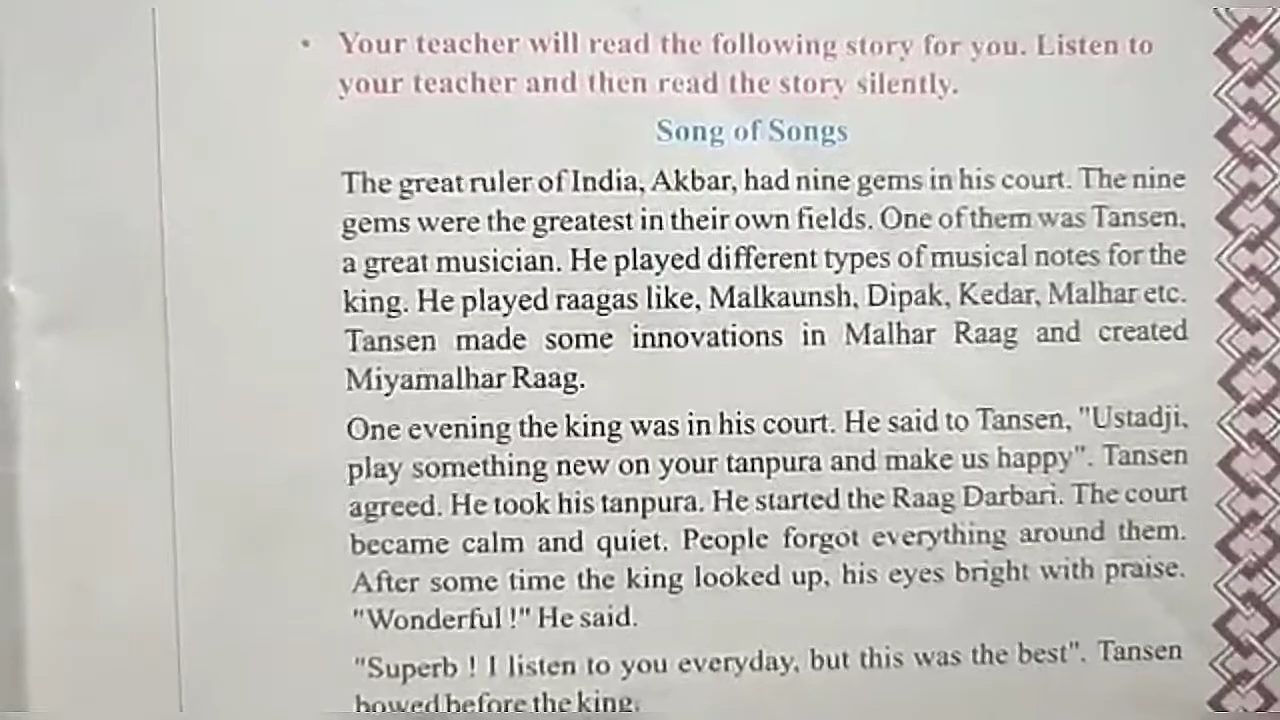 • Your teacher will read the following story for you. Listen to
your teacher and then read the story silently.
Song of Songs
The great ruler of India, Akbar, had nine gems in his court. The nine
gems were the greatest in their own fields. One of them was Tansen,
a great musician. He played different types of musical notes for the
king. He played raagas like, Malkaunsh, Dipak, Kedar, Malhar etc.
Tansen made some innovations in Malhar Raag and created
Miyamalhar Raag.
One evening the king was in his court. He said to Tansen, "Ustadji,
play something new on your tanpura and make us happy". Tansen
agreed. He took his tanpura. He started the Raag Darbari. The court
became calm and quiet. People forgot everything around them.
After some time the king looked up, his eyes bright with praise.
"Wonderful !" He said.
"Superb ! I listen to you everyday, but this was the best". Tansen
bowed before the king.